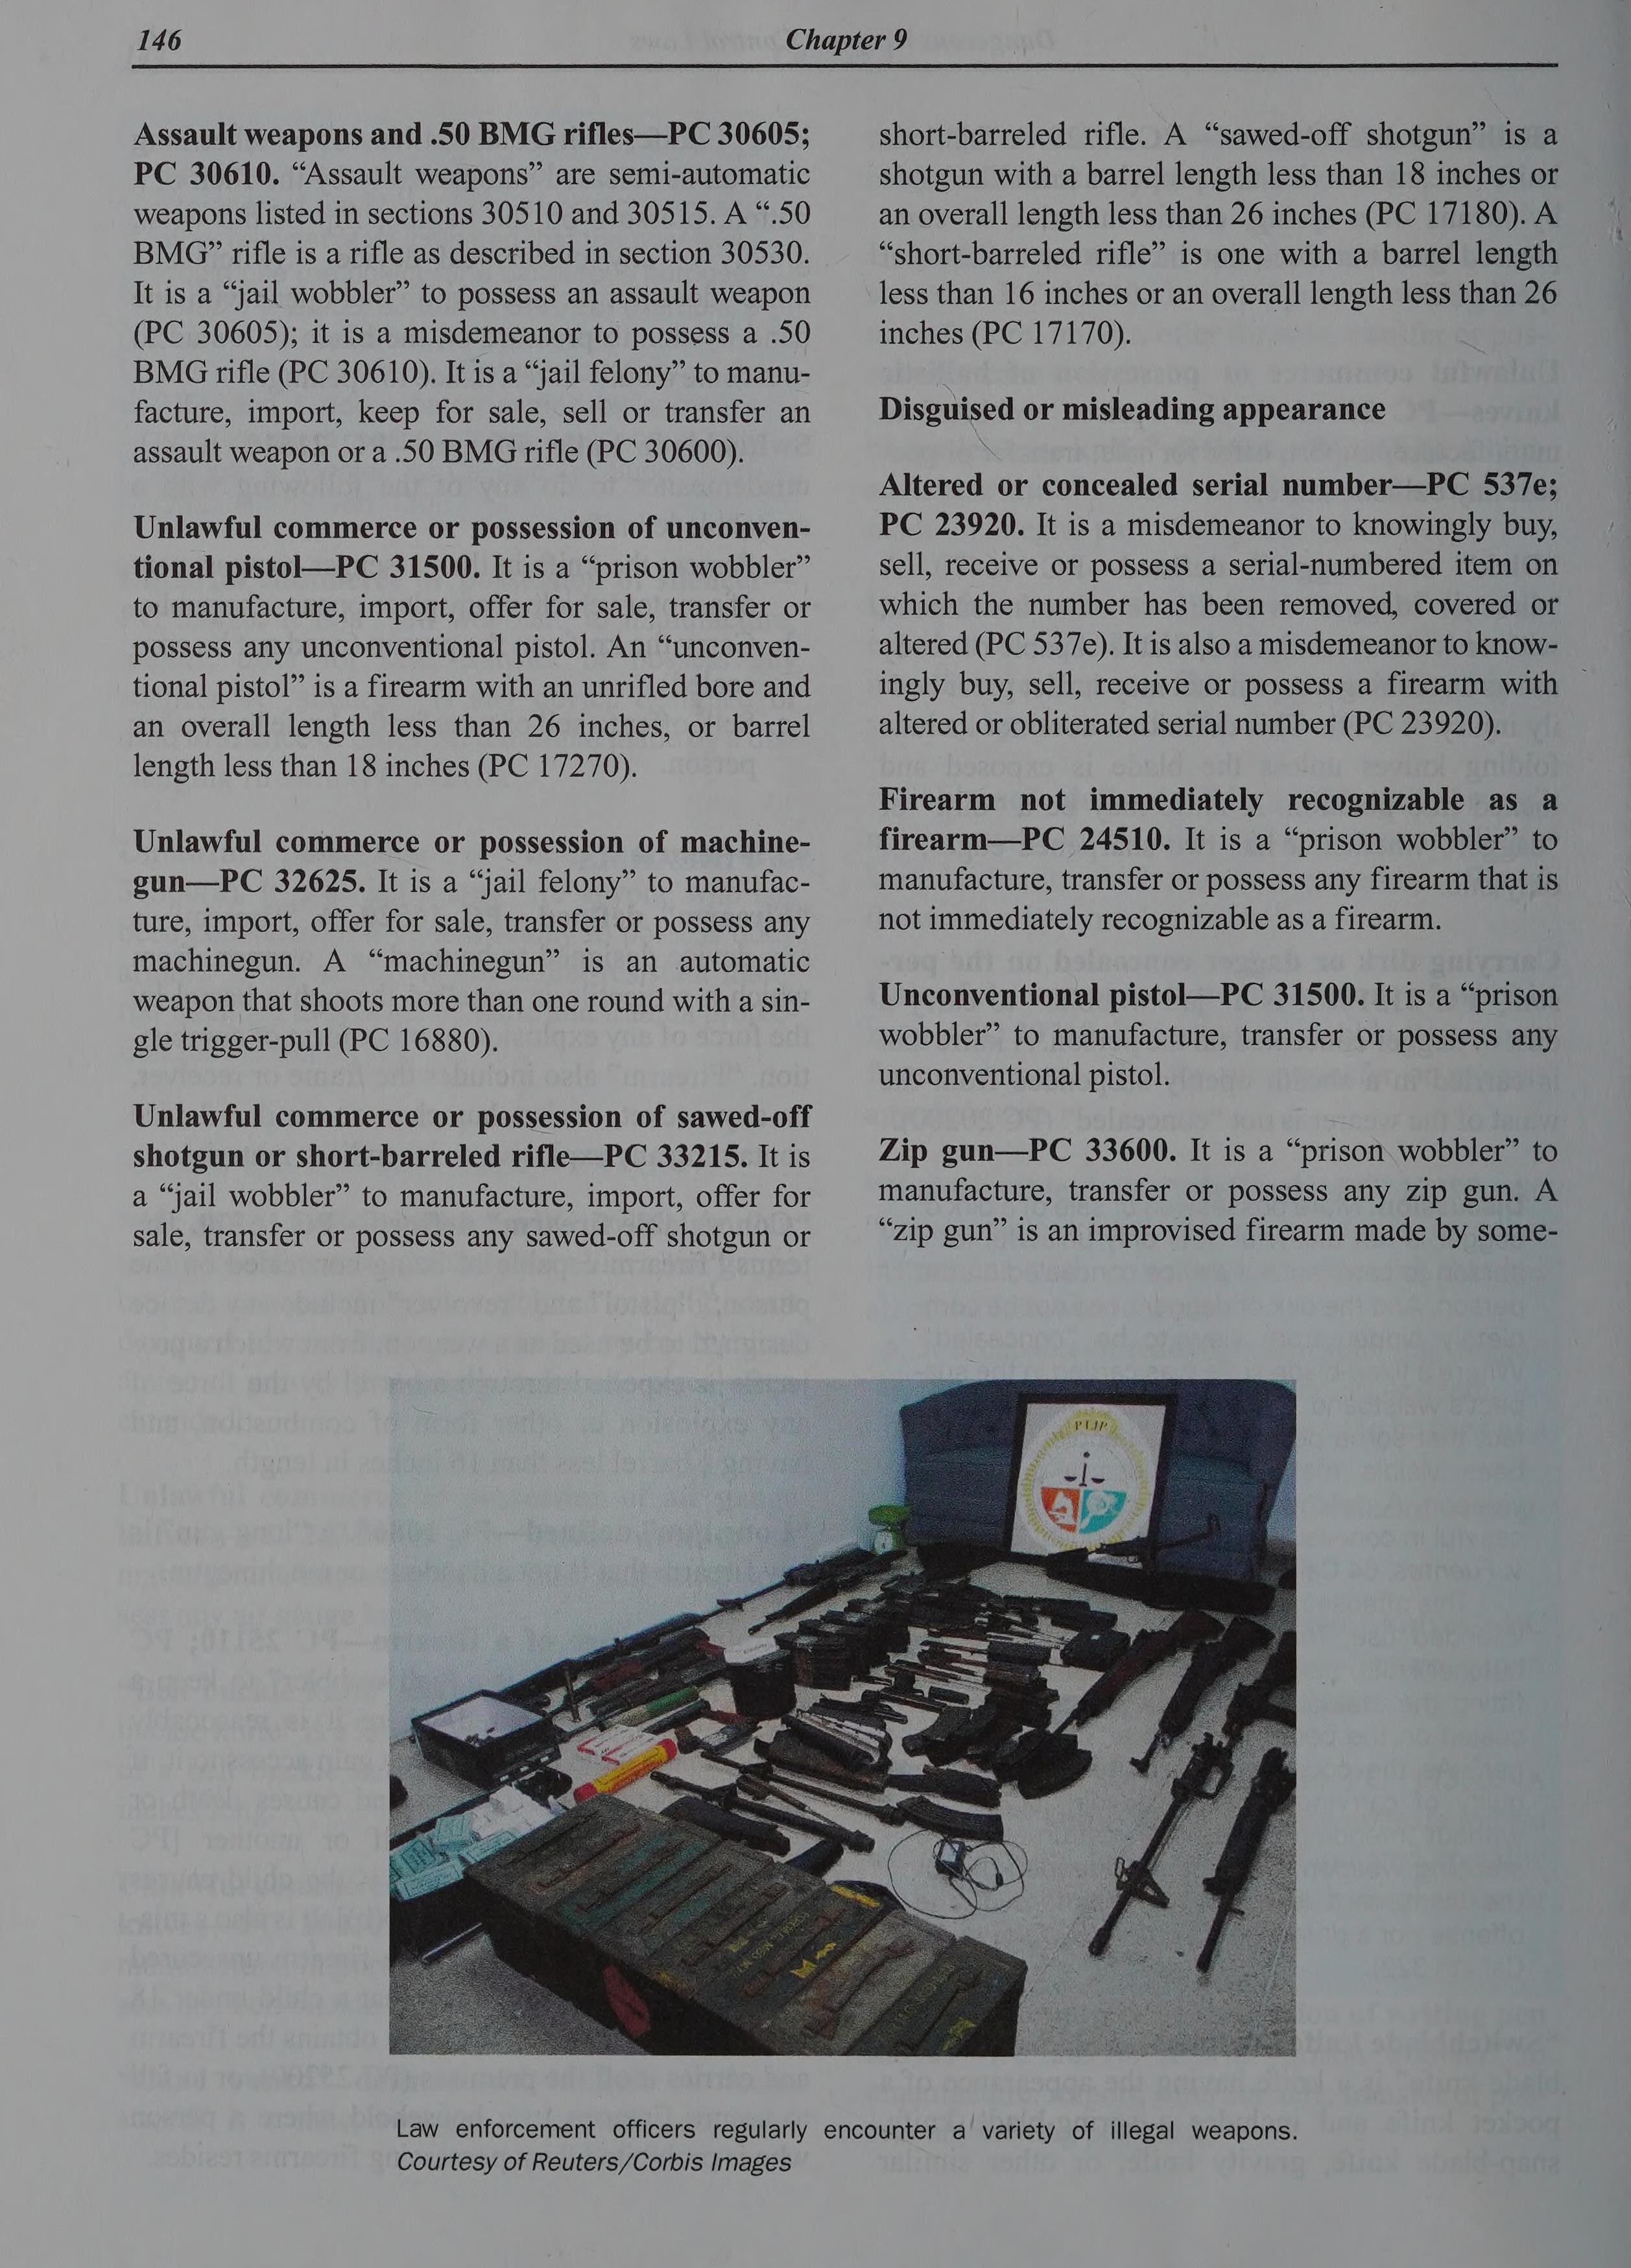 146
Chapter 9
Assault weapons and .50 BMG rifles—PC 30605;
PC 30610. “Assault weapons” are semi-automatic
weapons listed in sections 30510 and 30515. A “.50
BMG” rifle is a rifle as described in section 30530.
It is a “jail wobbler” to possess an assault weapon
(PC 30605); it is a misdemeanor to possess a .50
BMG rifle (PC 30610). It is a “jail felony” to manu-
facture, import, keep for sale, sell or transfer an
assault weapon or a .50 BMG rifle (PC 30600).
Unlawful commerce or possession of unconven-
tional pistol—PC 31500. It is a “prison wobbler”
to manufacture, import, offer for sale, transfer or
possess any unconventional pistol. An “unconven-
tional pistol” is a firearm with an unrifled bore and
an overall length less than 26 inches, or barrel
length less than 18 inches (PC 17270).
Unlawful commerce or possession of machine-
gun—PC 32625. It is a “jail felony” to manufac-
ture, import, offer for sale, transfer or possess any
machinegun. A “machinegun” is an automatic
weapon that shoots more than one round with a sin-
gle trigger-pull (PC 16880).
Unlawful commerce or possession of sawed-off
shotgun or short-barreled rifle—PC 33215. It is
a “jail wobbler” to manufacture, import, offer for
sale, transfer or possess any sawed-off shotgun or
short-barreled rifle. A “sawed-off shotgun” is a
shotgun with a barrel length less than 18 inches or
an overall length less than 26 inches (PC 17180). A
“short-barreled rifle” is one with a barrel length
less than 16 inches or an overall length less than 26
inches (PC 17170).
Disguised or misleading appearance
Altered or concealed serial number—PC 537e;
PC 23920. It is a misdemeanor to knowingly buy,
sell, receive or possess a serial-numbered item on
which the number has been removed, covered or
altered (PC 537e). It is also a misdemeanor to know-
ingly buy, sell, receive or possess a firearm with
altered or obliterated serial number (PC 23920).
Firearm not immediately recognizable as a
firearm—PC 24510. It is a “prison wobbler” to
manufacture, transfer or possess any firearm that is
not immediately recognizable as a firearm.
Unconventional pistol—PC 31500. It is a “prison
wobbler” to manufacture, transfer or possess any
unconventional pistol.
Zip gun—PC 33600. It is a “prison wobbler” to
manufacture, transfer or possess any zip gun. A
“zip gun” is an improvised firearm made by some-
Law enforcement officers regularly encounter a variety of illegal weapons.
Courtesy of Reuters/Corbis Images